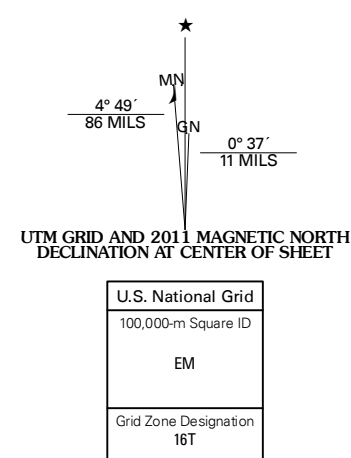 ★
MN
4° 49´
86 MILS
GN
0° 37´
11 MILS
UTM GRID AND 2011 MAGNETIC NORTH
DECLINATION AT CENTER OF SHEET
U.S. National Grid
100,000-m Square ID
EM
Grid Zone Designation
16T